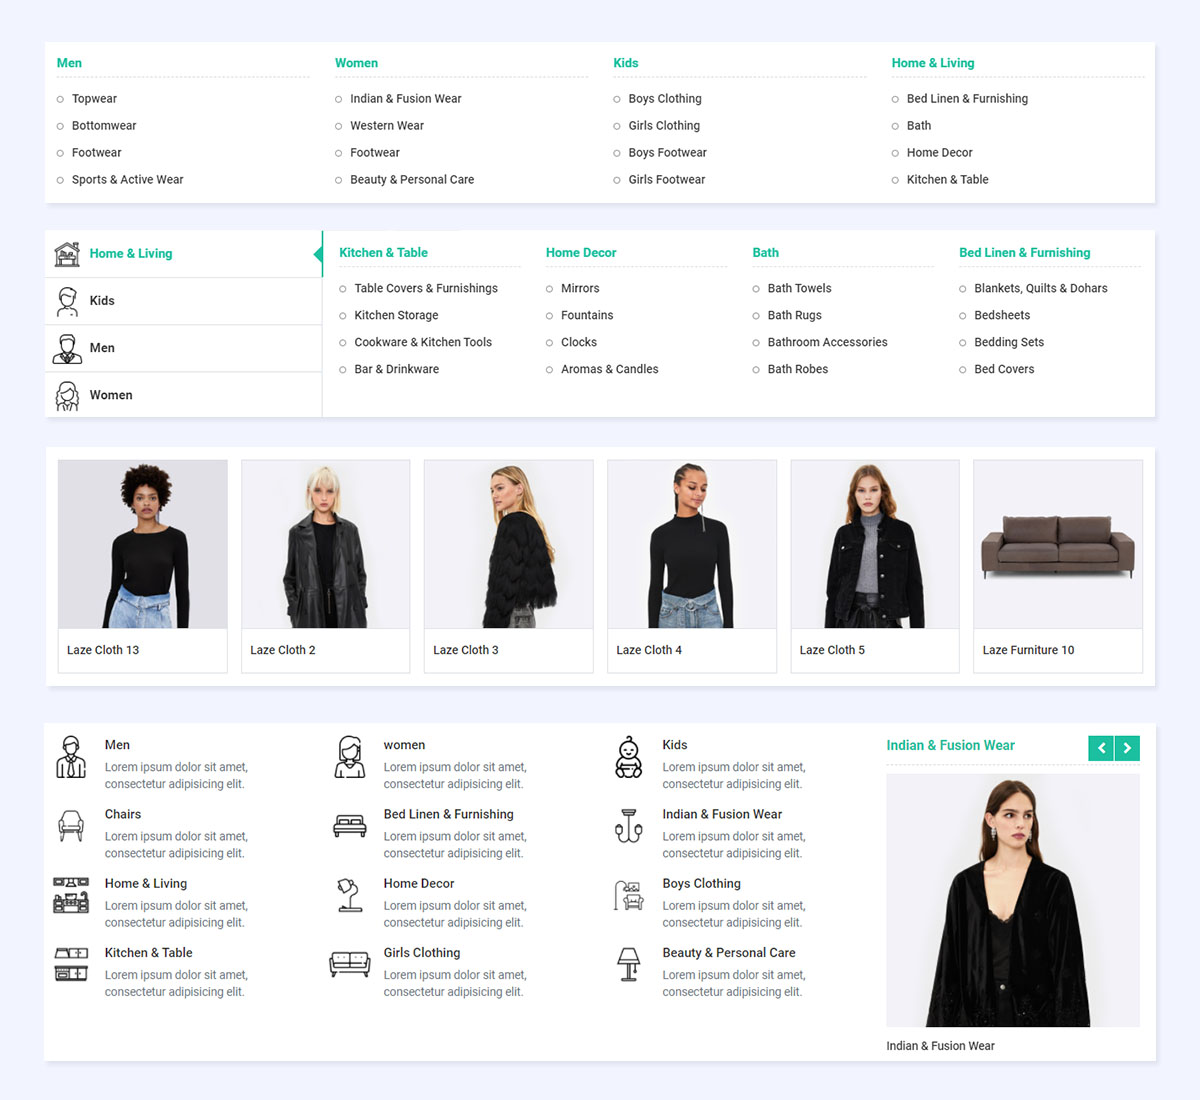 Men
Women
Kids
Home & Living
Topwear
Indian & Fusion Wear
Boys Clothing
Bed Linen & Furnishing
Bottomwear
Western Wear
Girls Clothing
Bath
Footwear
Footwear
Boys Footwear
Home Decor
Sports & Active Wear
Beauty & Personal Care
Girls Footwear
Kitchen & Table
Home & Living
Kids
Men
Women
Kitchen & Table
Table Covers & Furnishings
Kitchen Storage
Cookware & Kitchen Tools
Bar & Drinkware
Home Decor
Mirrors
Fountains
Clocks
Aromas & Candles
Bath
Bath Towels
Bath Rugs
Bathroom Accessories
Bath Robes
Bed Linen & Furnishing
Blankets, Quilts & Dohars
Bedsheets
Bedding Sets
Bed Covers
Laze Cloth 13
Laze Cloth 2
Laze Cloth 3
Laze Cloth 4
Laze Cloth 5
Laze Furniture 10
Men
Lorem ipsum dolor sit amet,
consectetur adipisicing elit.
women
Lorem ipsum dolor sit amet,
consectetur adipisicing elit.
Kids
Lorem ipsum dolor sit amet,
consectetur adipisicing elit.
Chairs
Lorem ipsum dolor sit amet,
consectetur adipisicing elit.
Bed Linen & Furnishing
Lorem ipsum dolor sit amet,
consectetur adipisicing elit.
Indian & Fusion Wear
Lorem ipsum dolor sit amet,
consectetur adipisicing elit.
Home & Living
Lorem ipsum dolor sit amet,
consectetur adipisicing elit.
Home Decor
Lorem ipsum dolor sit amet,
consectetur adipisicing elit.
Boys Clothing
Lorem ipsum dolor sit amet,
consectetur adipisicing elit.
Kitchen & Table
Lorem ipsum dolor sit amet,
consectetur adipisicing elit.
Girls Clothing
Lorem ipsum dolor sit amet,
consectetur adipisicing elit.
Beauty & Personal Care
Lorem ipsum dolor sit amet,
consectetur adipisicing elit.
Indian & Fusion Wear
Indian & Fusion Wear